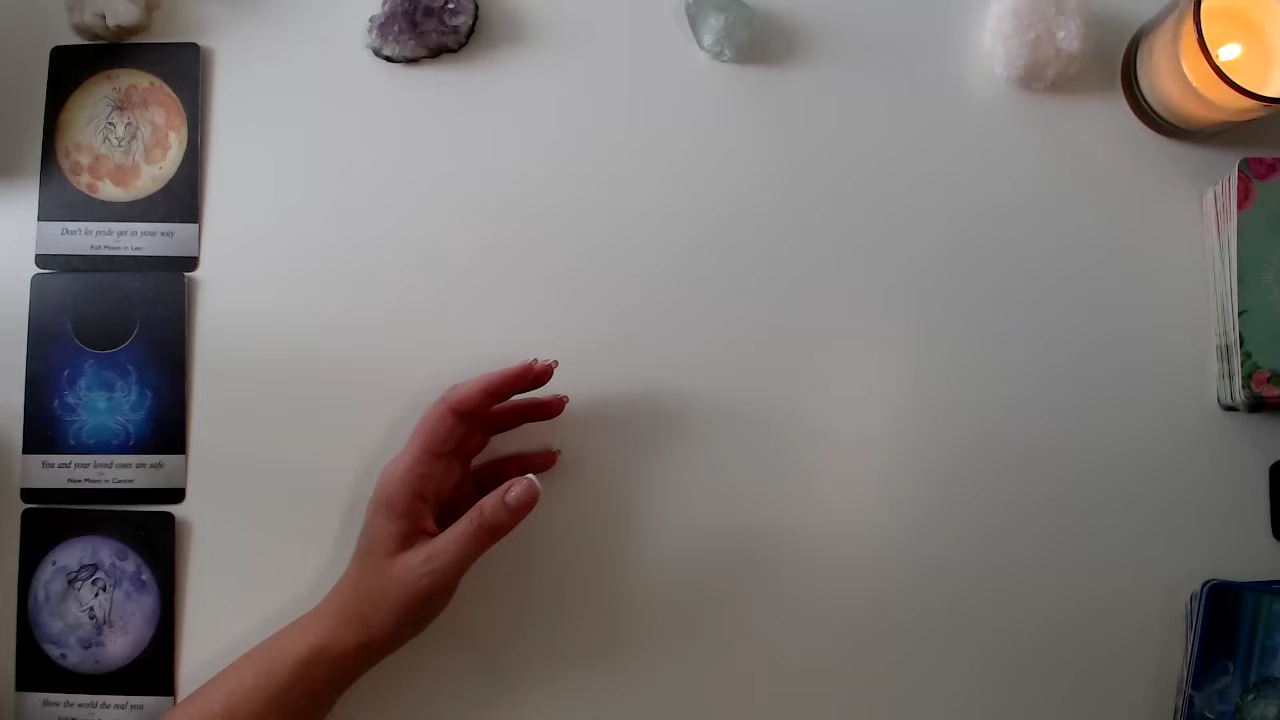 Don't let pride get in your way
Full Moon in Leo
You and your loved ones are safe
New Moon in Cancer
Show the world the real you